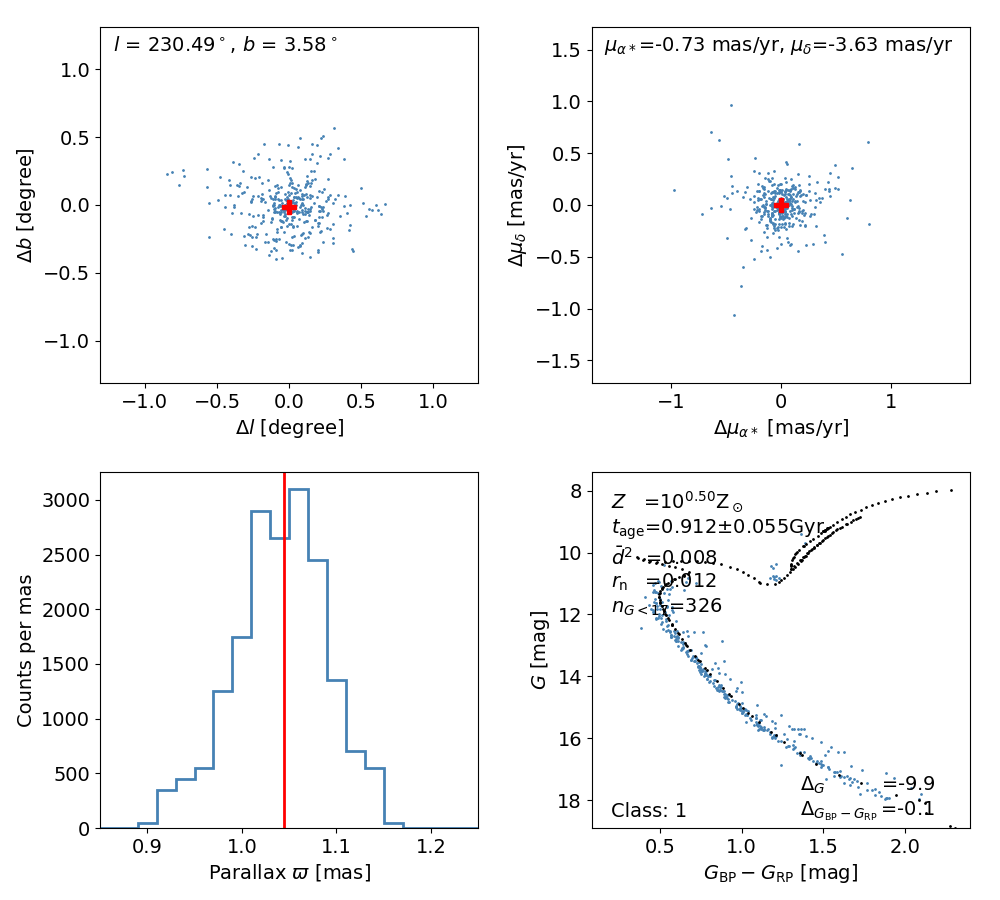 l = 230.49°, b = 3.58°
1.0
0.5
0.0
−0.5
−1.0
Δb [degree]
−1.0 −0.5 0.0 0.5 1.0
Δl [degree]
μα∗=-0.73 mas/yr, μδ=-3.63 mas/yr
1.5
1.0
0.5
0.0
−0.5
−1.0
−1.5
Δμδ [mas/yr]
−1 0 1
Δμα∗ [mas/yr]
3000
2500
2000
1500
1000
500
0
Counts per mas
0.9 1.0 1.1 1.2
Parallax ϖ [mas]
8
10
12
14
16
18
G [mag]
Z =10^0.50 Z⊙
t_age=0.912±0.055Gyr
d̄² =0.008
r_n =0.012
n_G<17=326
Δ_G =-9.9
Class: 1 Δ_GBP−GRP=-0.1
0.5 1.0 1.5 2.0
G_BP − G_RP [mag]